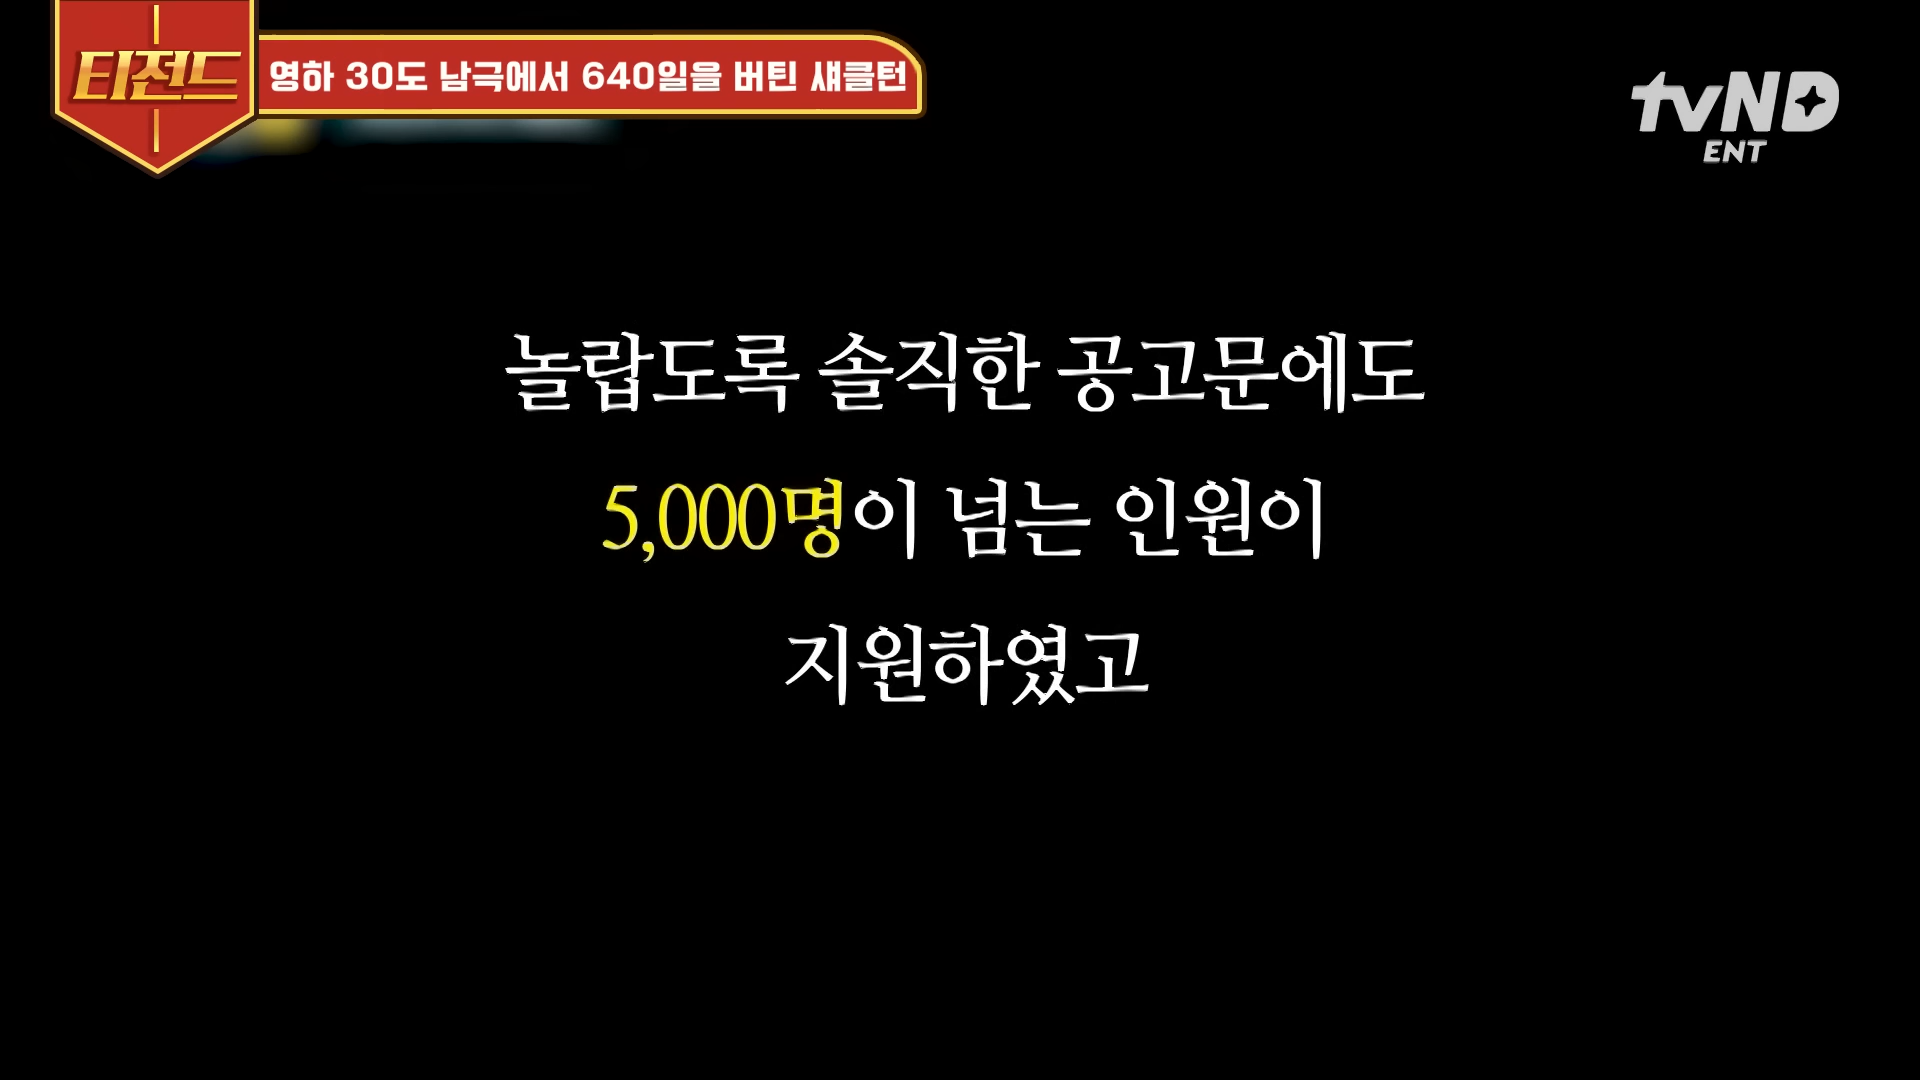 티전드
영하 30도 남극에서 640일을 버틴 섀클턴
tvND
ENT
놀랍도록 솔직한 공고문에도
5,000명이 넘는 인원이
지원하였고